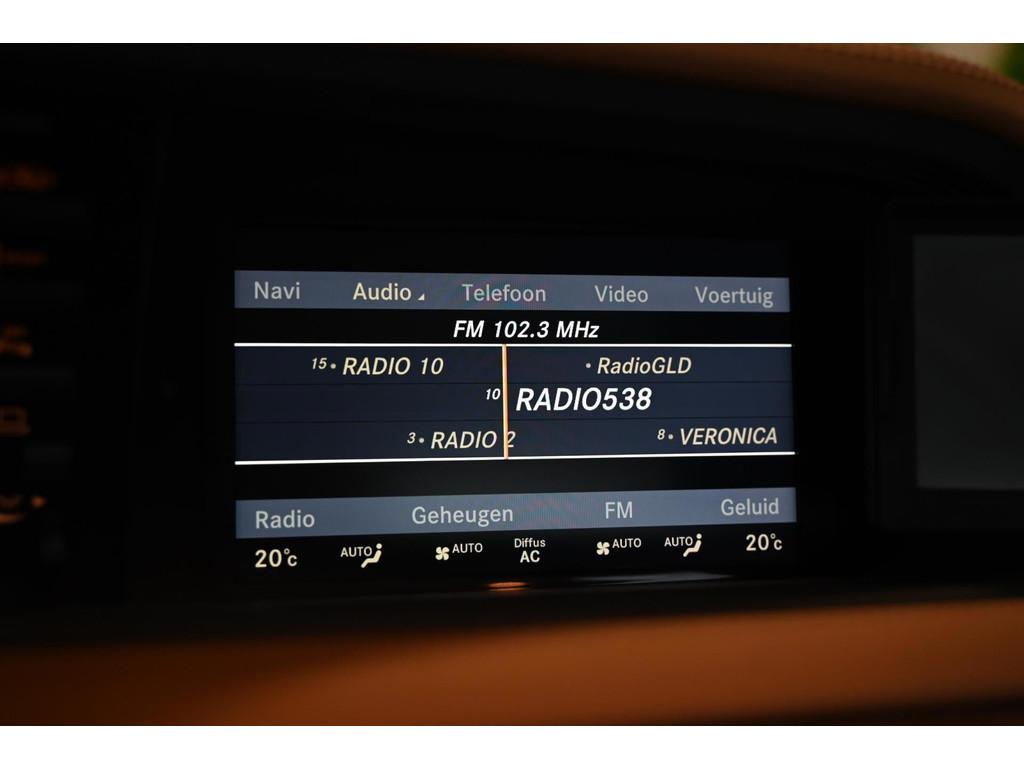 Navi Audio Telefoon Video Voertuig
FM 102.3 MHz
15 • RADIO 10 • RadioGLD
10 RADIO538
3 • RADIO 2 8 • VERONICA
Radio Geheugen FM Geluid
20°c AUTO AUTO Diffus AC AUTO AUTO 20°c